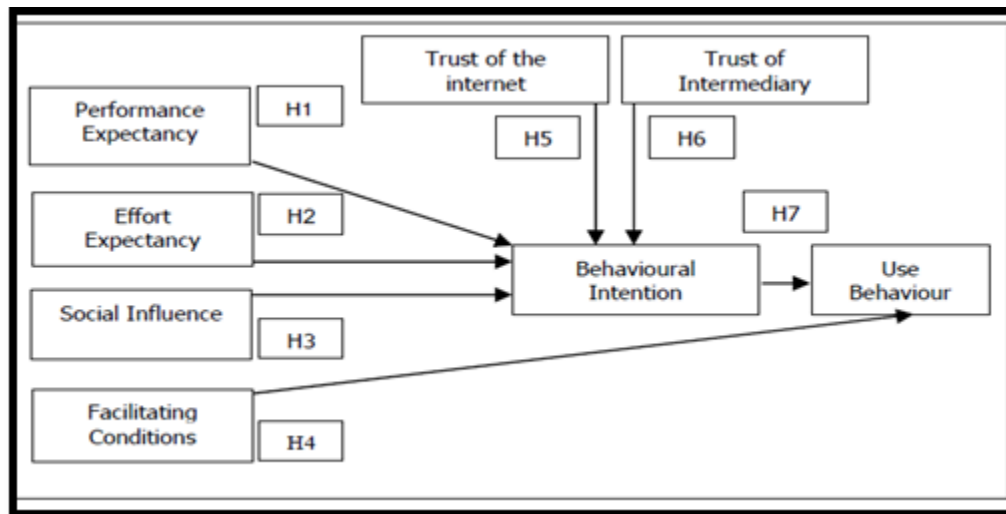 Trust of the
internet
Trust of
Intermediary
Performance
Expectancy
H1
H5
H6
Effort
Expectancy
H2
H7
Behavioural
Intention
Use
Behaviour
Social Influence
H3
Facilitating
Conditions
H4